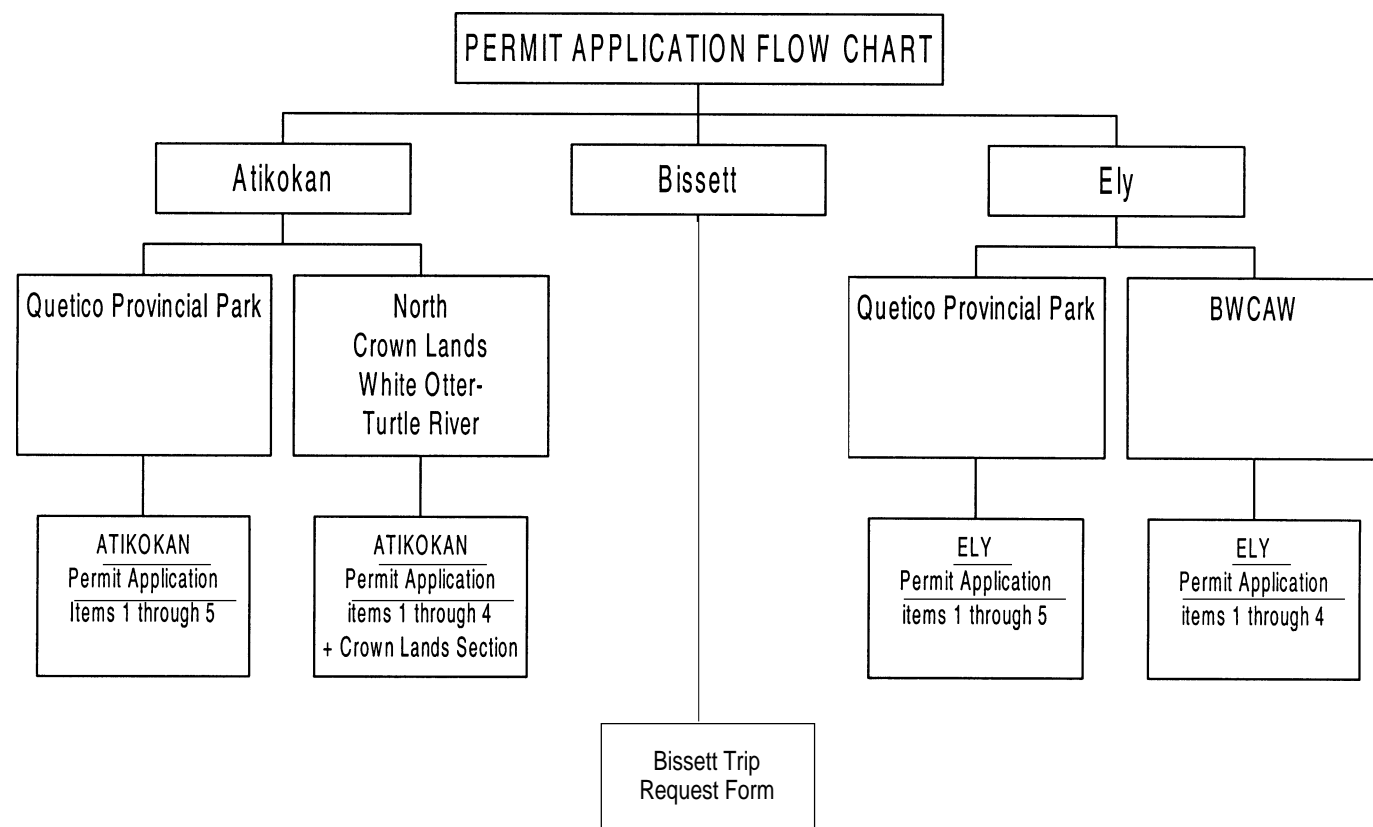 PERMIT APPLICATION FLOW CHART
Atikokan
Bissett
Ely
Quetico Provincial Park
North
Crown Lands
White Otter-
Turtle River
Quetico Provincial Park
BWCAW
ATIKOKAN
Permit Application
Items 1 through 5
ATIKOKAN
Permit Application
items 1 through 4
+ Crown Lands Section
ELY
Permit Application
items 1 through 5
ELY
Permit Application
items 1 through 4
Bissett Trip
Request Form